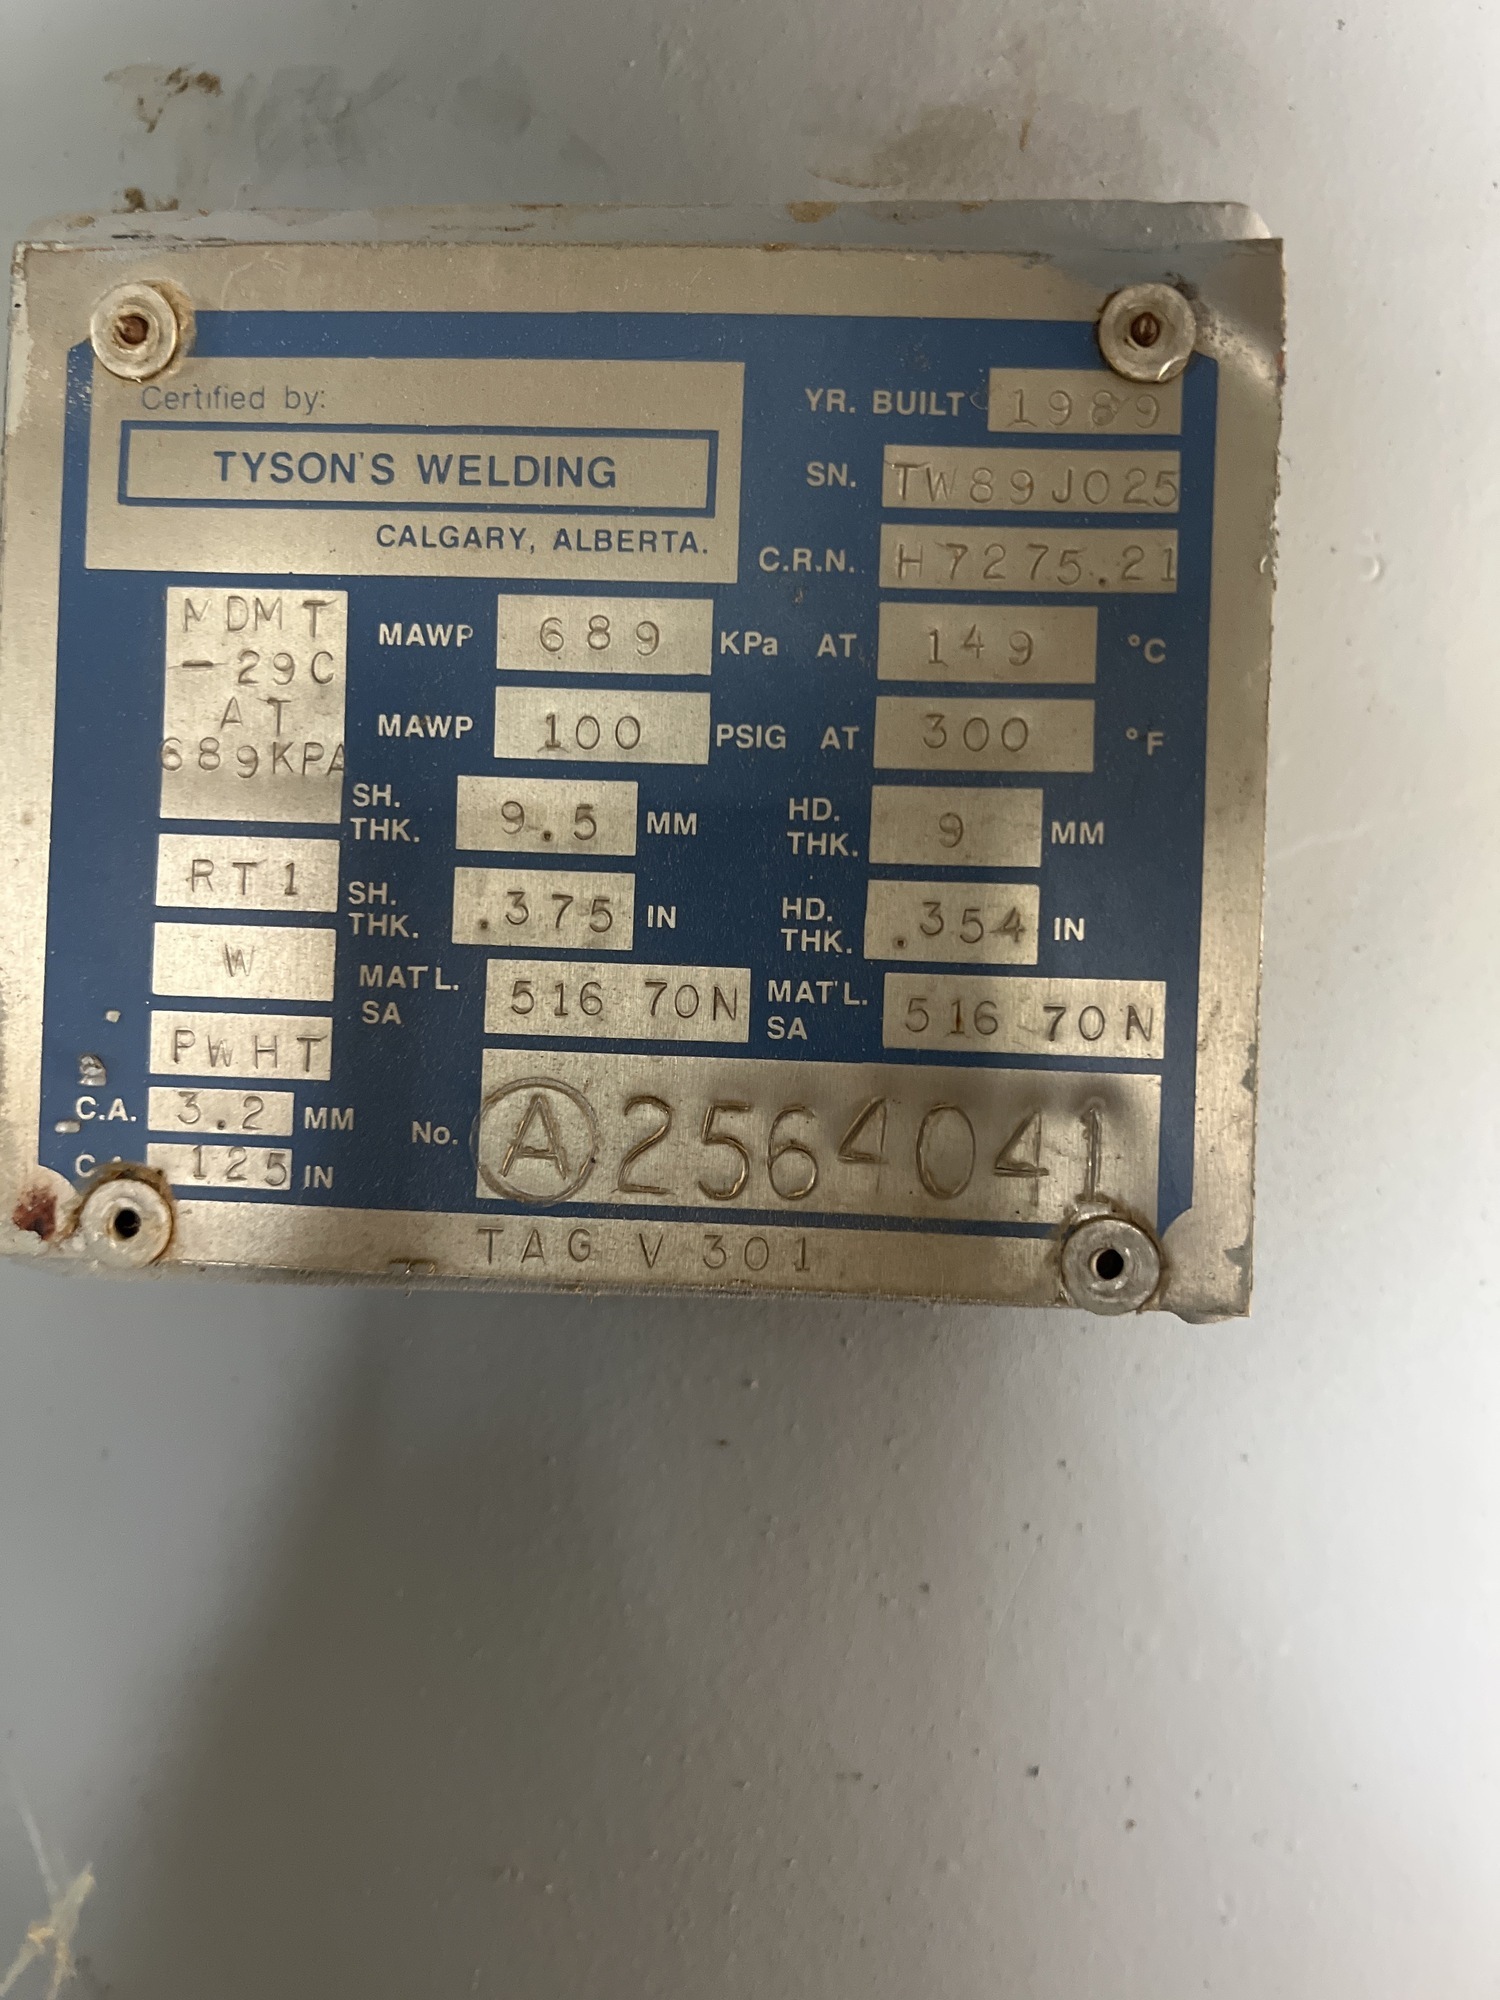 Certified by:
TYSON'S WELDING
CALGARY, ALBERTA.
YR. BUILT 1989
SN. TW89J025
C.R.N. H7275.21
MDMT
-29C
AT
689KPA
MAWP 689 KPa AT 149 °C
MAWP 100 PSIG AT 300 °F
SH. THK. 9.5 MM HD. THK. 9 MM
RT1
SH. THK. .375 IN HD. THK. .354 IN
W
MAT'L. SA 516 70N MAT'L. SA 516 70N
PWHT
C.A. 3.2 MM
No. A 2564041
.125 IN
TAG V 301